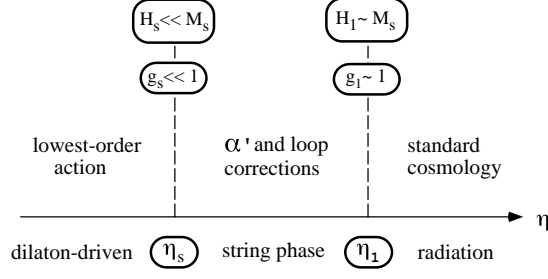 H_s << M_s
H_1 ~ M_s
g_s << 1
g_1 ~ 1
lowest-order
action
α' and loop
corrections
standard
cosmology
η
dilaton-driven
η_s
string phase
η_1
radiation